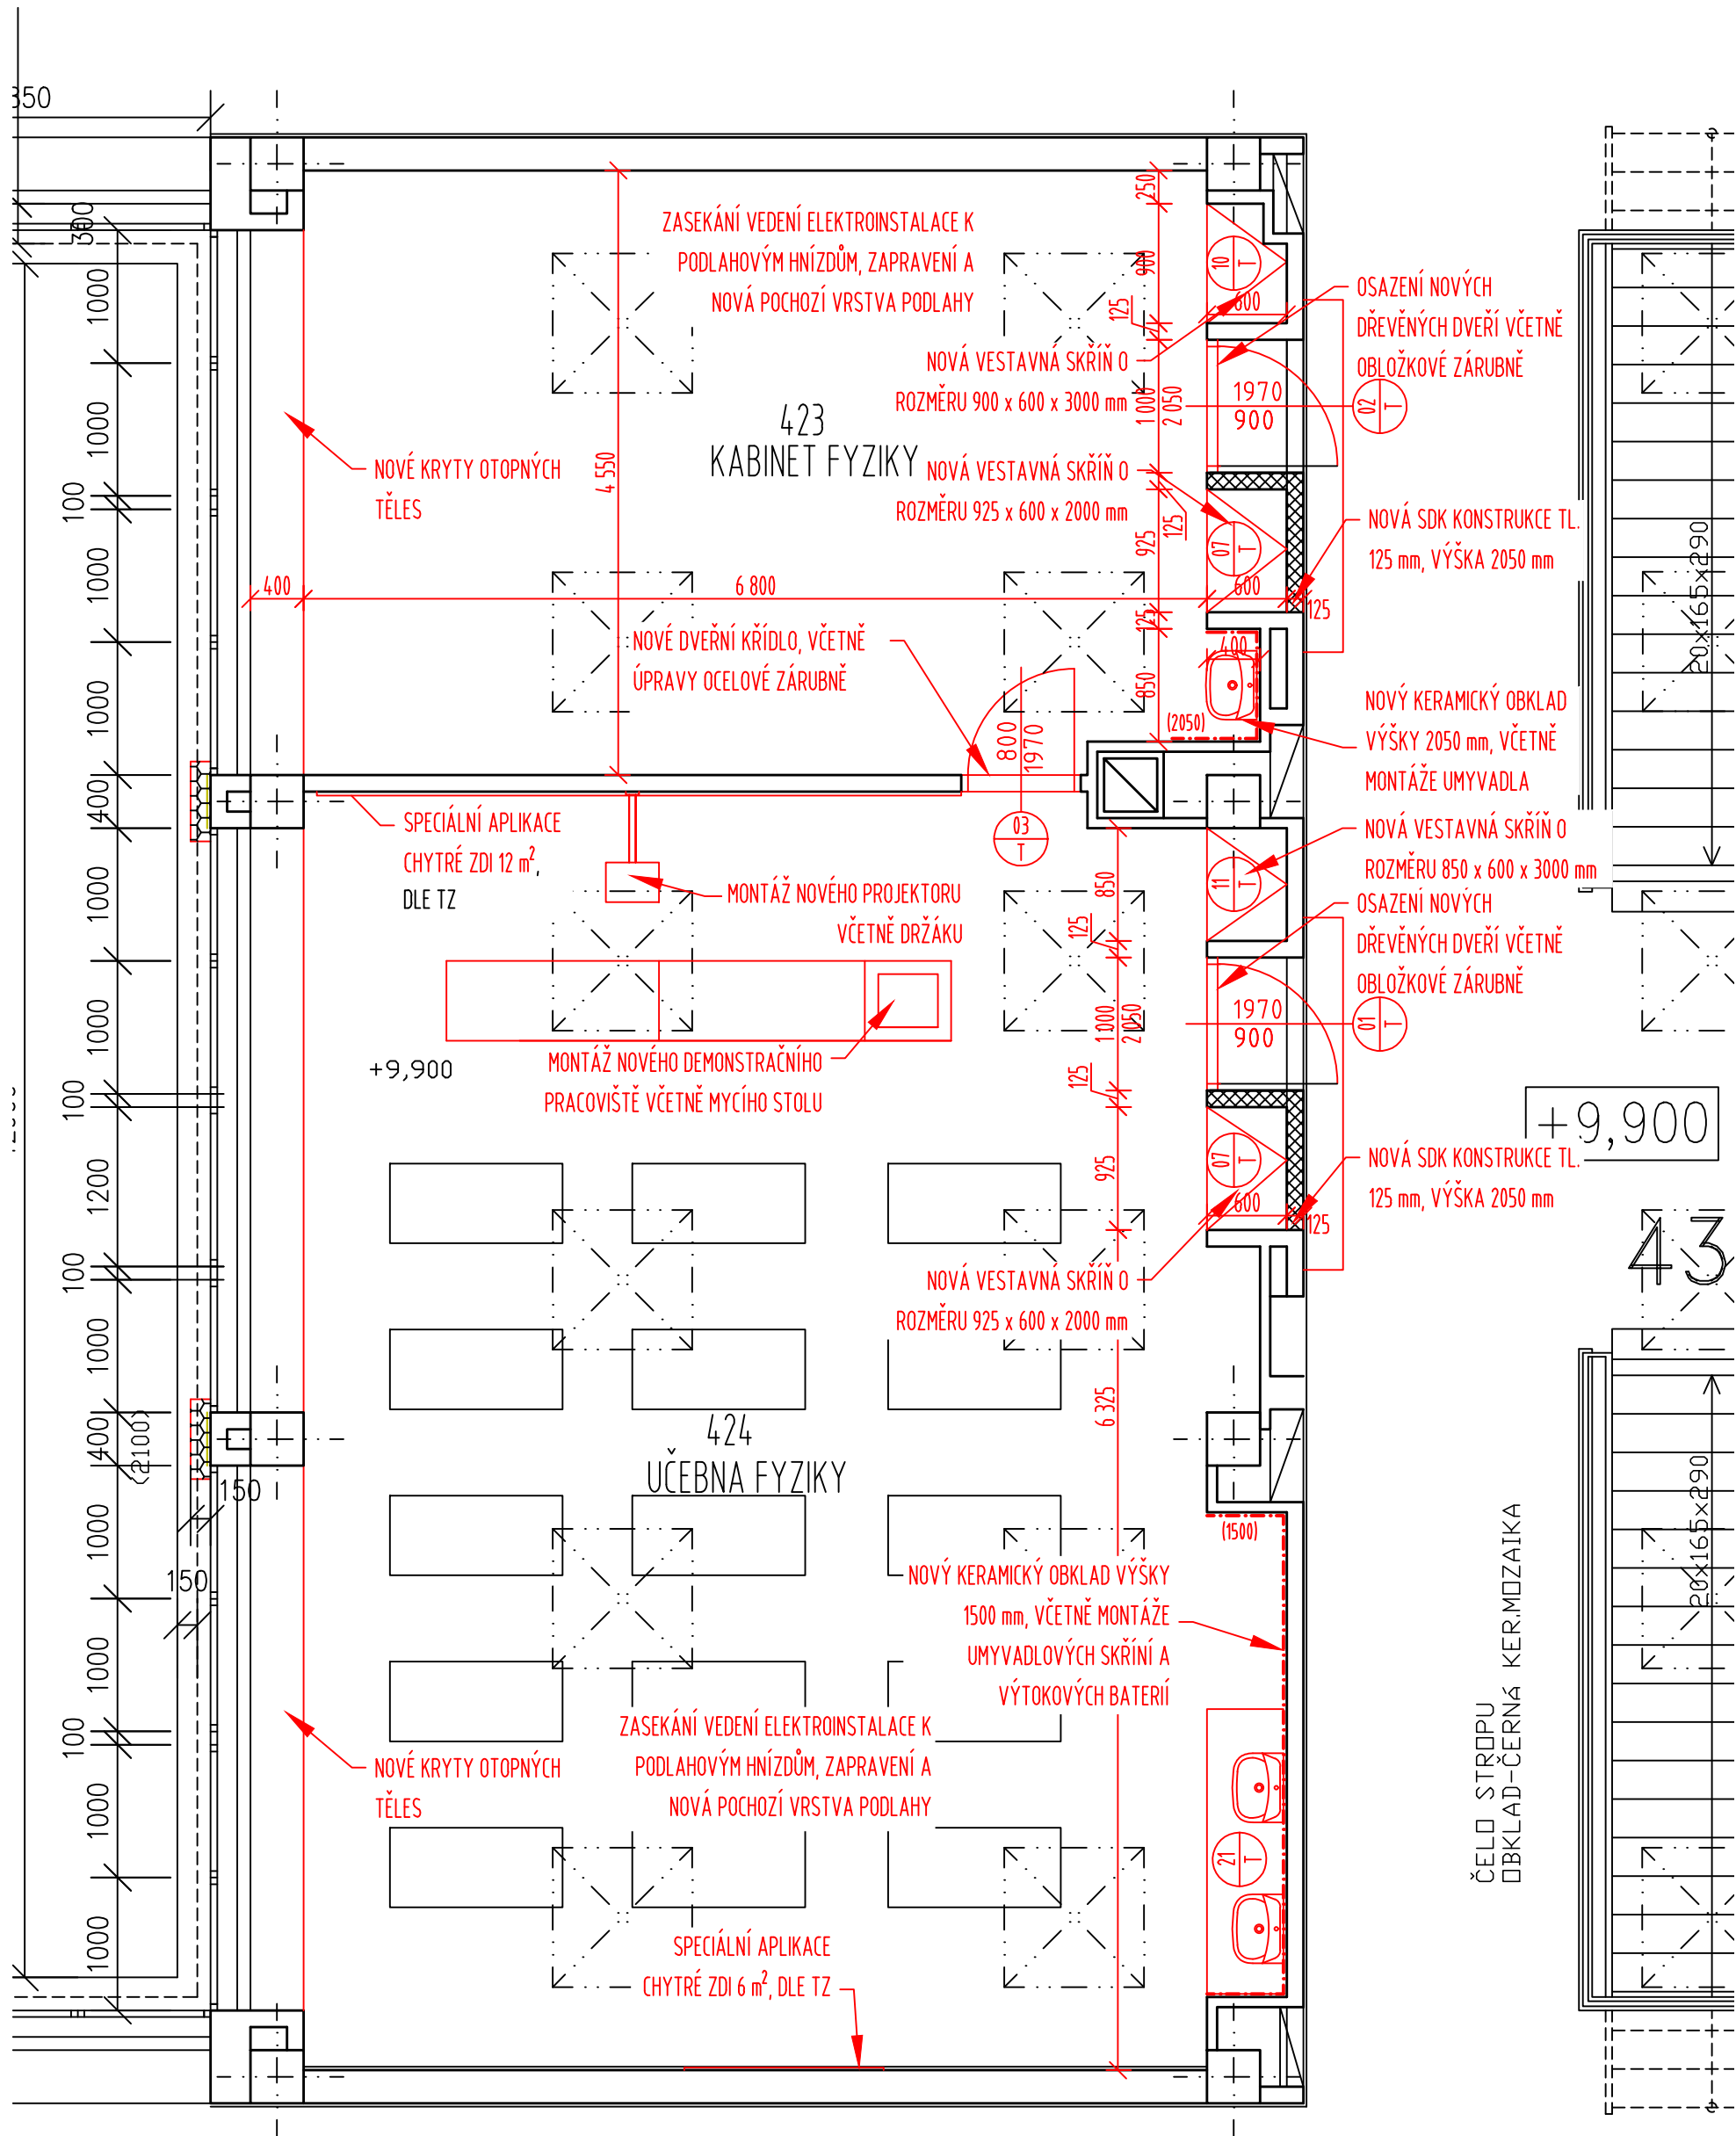 350
300
1000
1000
100
1000
1000
400
1000
1000
100
1200
100
1000
400
(2100)
150
1000
150
1000
100
1000
1000
ZASEKÁNÍ VEDENÍ ELEKTROINSTALACE K
PODLAHOVÝM HNÍZDŮM, ZAPRAVENÍ A
NOVÁ POCHOZÍ VRSTVA PODLAHY
250
900
125
10
T
600
OSAZENÍ NOVÝCH
DŘEVĚNÝCH DVEŘÍ VČETNĚ
OBLOŽKOVÉ ZÁRUBNĚ
NOVÁ VESTAVNÁ SKŘÍŇ O
ROZMĚRU 900 x 600 x 3000 mm
1000
2 050
1970
900
02
T
423
KABINET FYZIKY
NOVÉ KRYTY OTOPNÝCH
TĚLES
4 550
NOVÁ VESTAVNÁ SKŘÍŇ O
ROZMĚRU 925 x 600 x 2000 mm
125
925
07
T
NOVÁ SDK KONSTRUKCE TL.
125 mm, VÝŠKA 2050 mm
20x165x290
400
6 800
600
125
125
NOVÉ DVEŘNÍ KŘÍDLO, VČETNĚ
ÚPRAVY OCELOVÉ ZÁRUBNĚ
400
850
(2050)
800
1970
NOVÝ KERAMICKÝ OBKLAD
VÝŠKY 2050 mm, VČETNĚ
MONTÁŽE UMYVADLA
03
T
SPECIÁLNÍ APLIKACE
CHYTRÉ ZDI 12 m²,
DLE TZ
NOVÁ VESTAVNÁ SKŘÍŇ O
ROZMĚRU 850 x 600 x 3000 mm
850
11
T
MONTÁŽ NOVÉHO PROJEKTORU
VČETNĚ DRŽÁKU
125
OSAZENÍ NOVÝCH
DŘEVĚNÝCH DVEŘÍ VČETNĚ
OBLOŽKOVÉ ZÁRUBNĚ
1000
2050
1970
900
01
T
MONTÁŽ NOVÉHO DEMONSTRAČNÍHO
PRACOVIŠTĚ VČETNĚ MYCÍHO STOLU
+9,900
125
+9,900
925
07
T
600
125
NOVÁ SDK KONSTRUKCE TL.
125 mm, VÝŠKA 2050 mm
43
NOVÁ VESTAVNÁ SKŘÍŇ O
ROZMĚRU 925 x 600 x 2000 mm
6 325
424
UČEBNA FYZIKY
(1500)
20x165x290
NOVÝ KERAMICKÝ OBKLAD VÝŠKY
1500 mm, VČETNĚ MONTÁŽE
UMYVADLOVÝCH SKŘÍNÍ A
VÝTOKOVÝCH BATERIÍ
ČELO STROPU
OBKLAD-ČERNÁ KER.MOZAIKA
ZASEKÁNÍ VEDENÍ ELEKTROINSTALACE K
PODLAHOVÝM HNÍZDŮM, ZAPRAVENÍ A
NOVÁ POCHOZÍ VRSTVA PODLAHY
NOVÉ KRYTY OTOPNÝCH
TĚLES
21
T
SPECIÁLNÍ APLIKACE
CHYTRÉ ZDI 6 m², DLE TZ